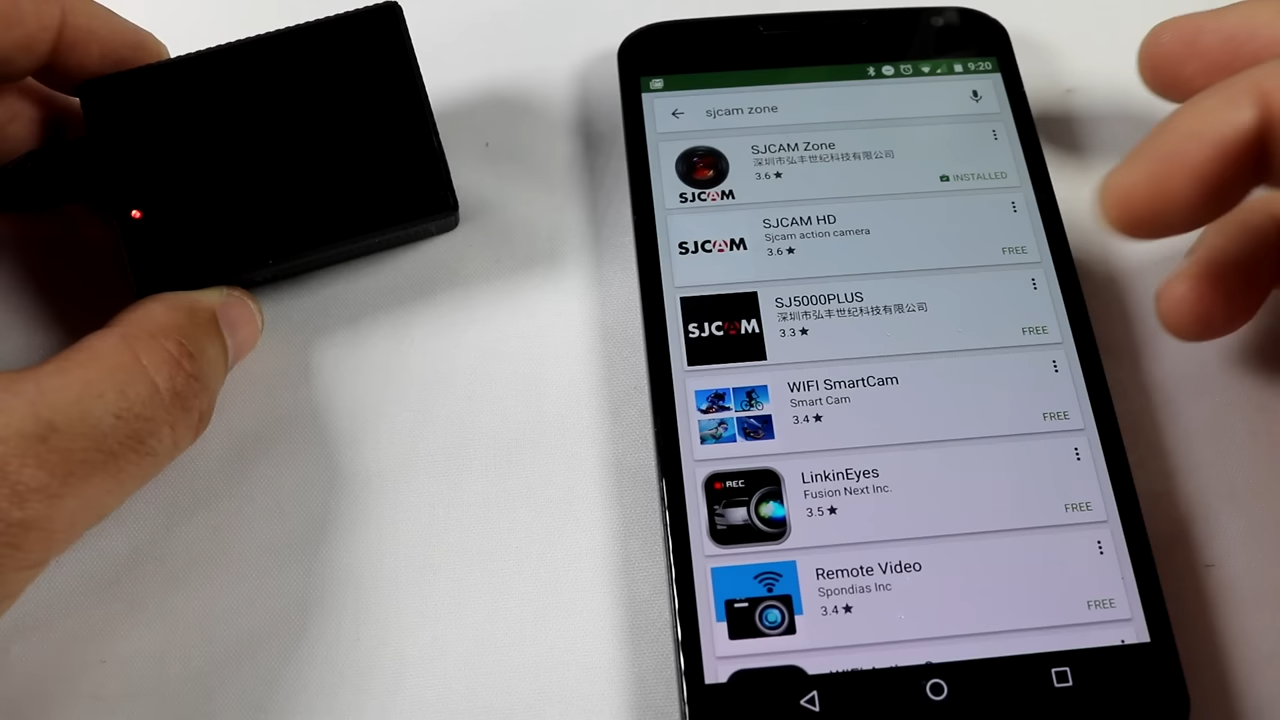 9:20
sjcam zone
SJCAM Zone
深圳市弘丰世纪科技有限公司
3.6★
INSTALLED
SJCAM
SJCAM HD
Sjcam action camera
3.6★
FREE
SJCAM
SJ5000PLUS
深圳市弘丰世纪科技有限公司
3.3★
FREE
SJCAM
WIFI SmartCam
Smart Cam
3.4★
FREE
LinkinEyes
Fusion Next Inc.
3.5★
FREE
REC
Remote Video
Spondias Inc
3.4★
FREE